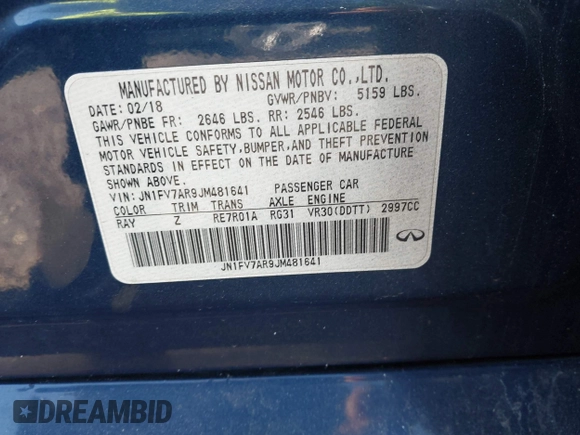 MANUFACTURED BY NISSAN MOTOR CO.,LTD.
DATE: 02/18 GVWR/PNBV: 5159 LBS.
GAWR/PNBE FR: 2646 LBS. RR: 2546 LBS.
THIS VEHICLE CONFORMS TO ALL APPLICABLE FEDERAL
MOTOR VEHICLE SAFETY,BUMPER,AND THEFT PREVENTION
STANDARDS IN EFFECT ON THE DATE OF MANUFACTURE
SHOWN ABOVE.
VIN: JN1FV7AR9JM481641 PASSENGER CAR
COLOR TRIM TRANS AXLE ENGINE
RAY Z RE7R01A RG31 VR30(DDTT) 2997CC
JN1FV7AR9JM481641
DREAMBID